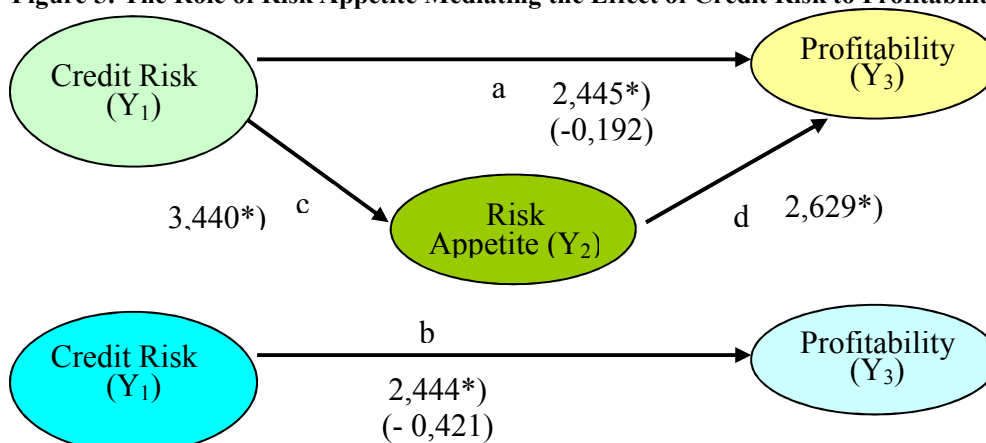 Figure 3: The Role of Risk Appetite Mediating the Effect of Credit Risk to
Credit Risk
(Y1)
a
2,445*)
(-0,192)
Profitability
(Y3)
3,440*)
c
Risk
Appetite (Y2)
d
2,629*)
Credit Risk
(Y1)
b
2,444*)
(- 0,421)
Profitability
(Y3)